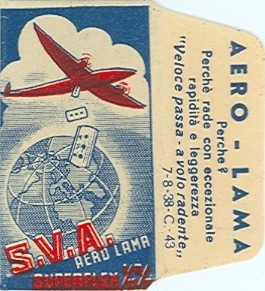 S.V.A.
AERO LAMA
SUPERFLEX
AERO-LAMA
Perchè?
Perchè rade con eccezionale
rapidità e leggerezza
"Veloce passa - a volo radente„
7-8-38-C.43